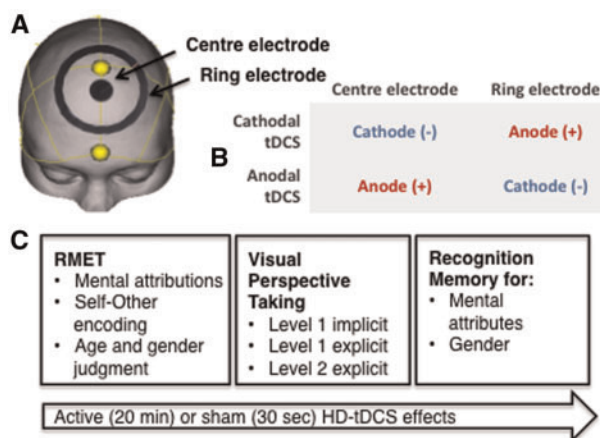 A
Centre electrode
Ring electrode
B
Centre electrode Ring electrode
Cathodal tDCS Cathode (-) Anode (+)
Anodal tDCS Anode (+) Cathode (-)
C
RMET
• Mental attributions
• Self-Other
encoding
• Age and gender
judgment
Visual
Perspective
Taking
• Level 1 implicit
• Level 1 explicit
• Level 2 explicit
Recognition
Memory for:
• Mental
attributes
• Gender
Active (20 min) or sham (30 sec) HD-tDCS effects